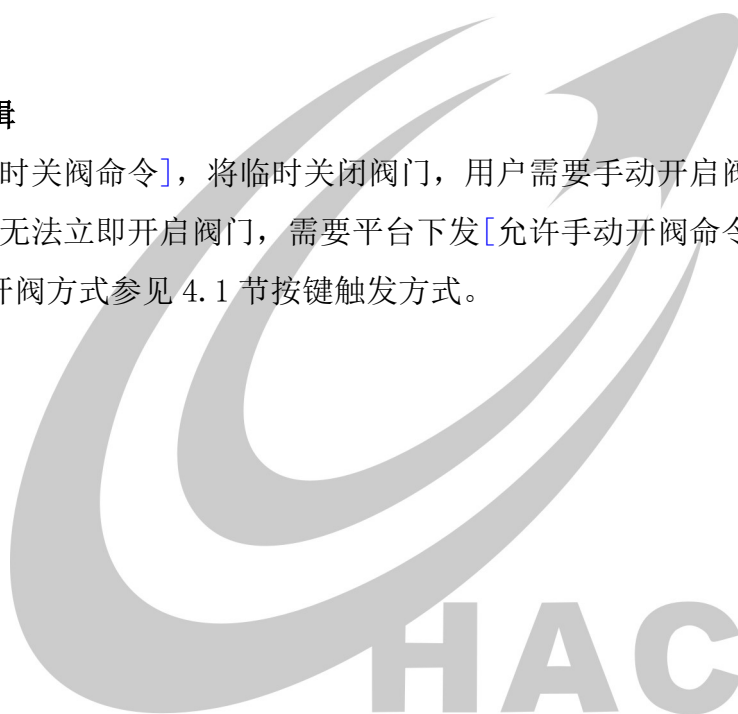 辑
时关阀命令]，将临时关闭阀门，用户需要手动开启阀
无法立即开启阀门，需要平台下发[允许手动开阀命令
开阀方式参见 4.1 节按键触发方式。
HAC